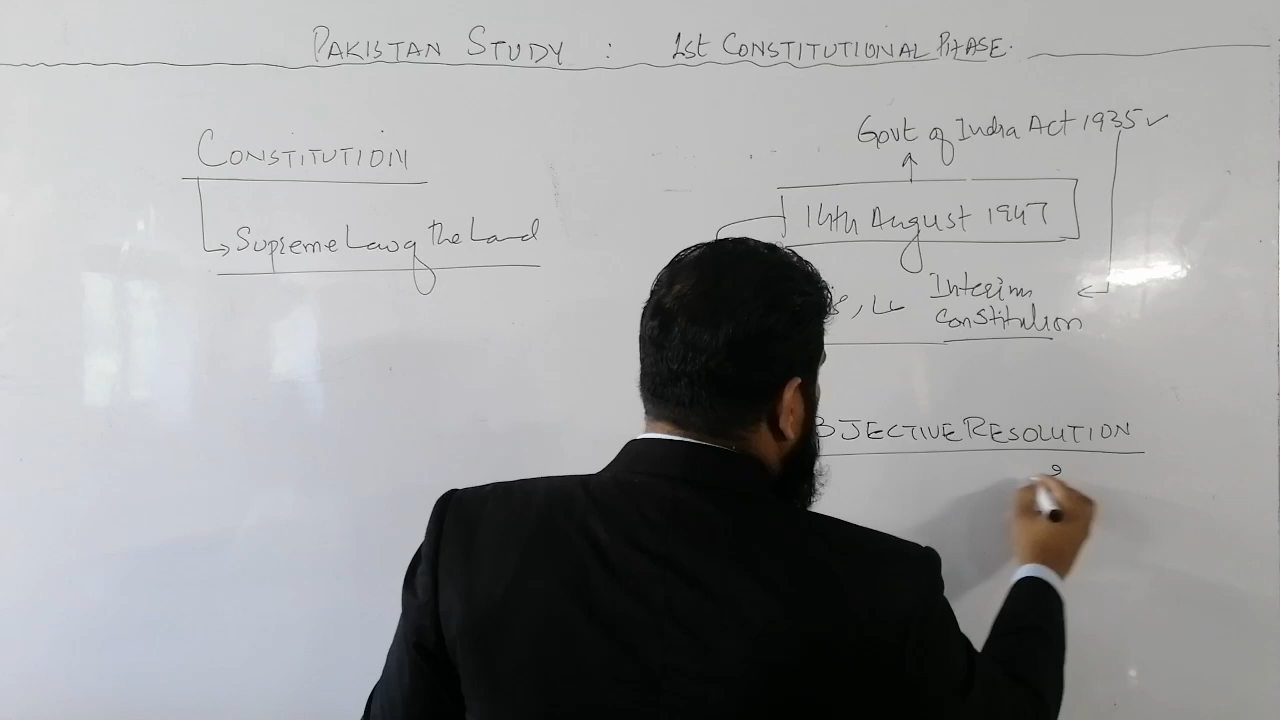 PAKISTAN STUDY : 1st CONSTITUTIONAL PHASE.
CONSTITUTION
Supreme Law of the Land
Govt of India Act 1935 ✓
14th August 1947
Interim
Constitution
BJECTIVE RESOLUTION